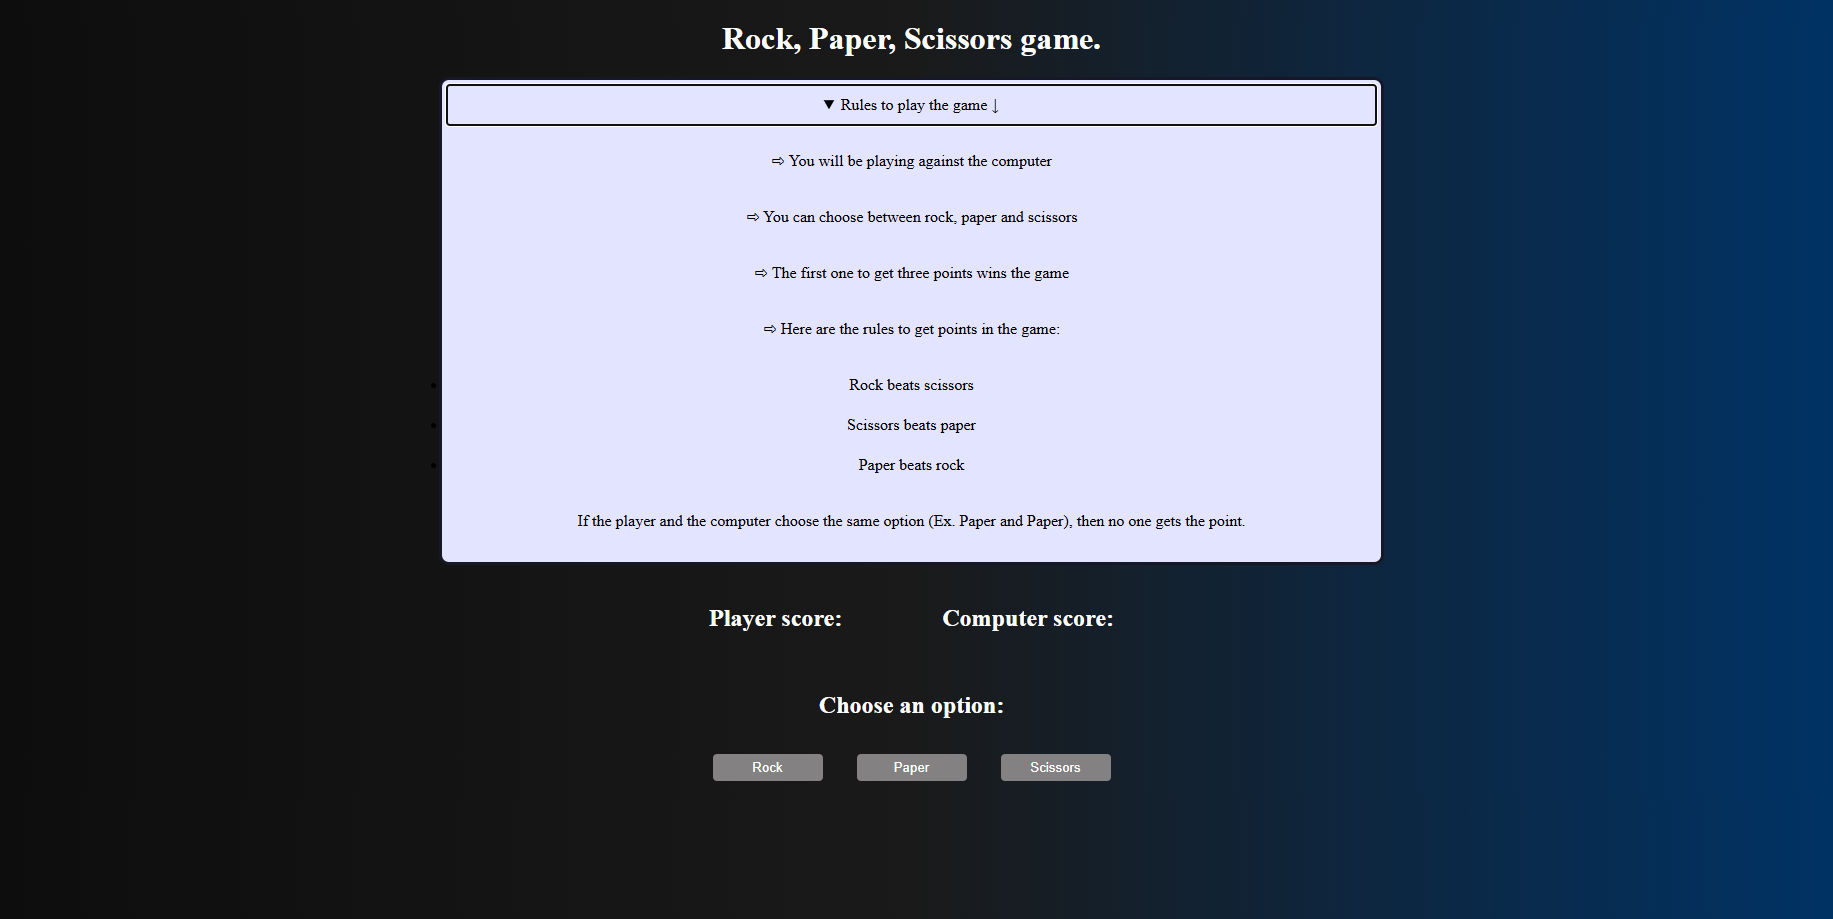 Rock, Paper, Scissors game.
▼ Rules to play the game ↓
⇨ You will be playing against the computer
⇨ You can choose between rock, paper and scissors
⇨ The first one to get three points wins the game
⇨ Here are the rules to get points in the game:
• Rock beats scissors
• Scissors beats paper
• Paper beats rock
If the player and the computer choose the same option (Ex. Paper and Paper), then no one gets the point.
Player score: Computer score:
Choose an option:
Rock Paper Scissors